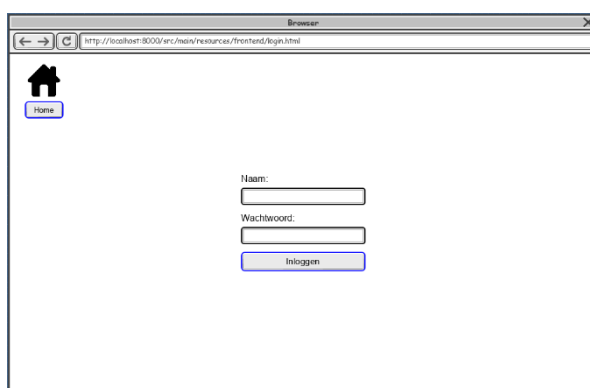 Browser
http://localhost:8000/src/main/resources/frontend/login.html
Home
Naam:
Wachtwoord:
Inloggen